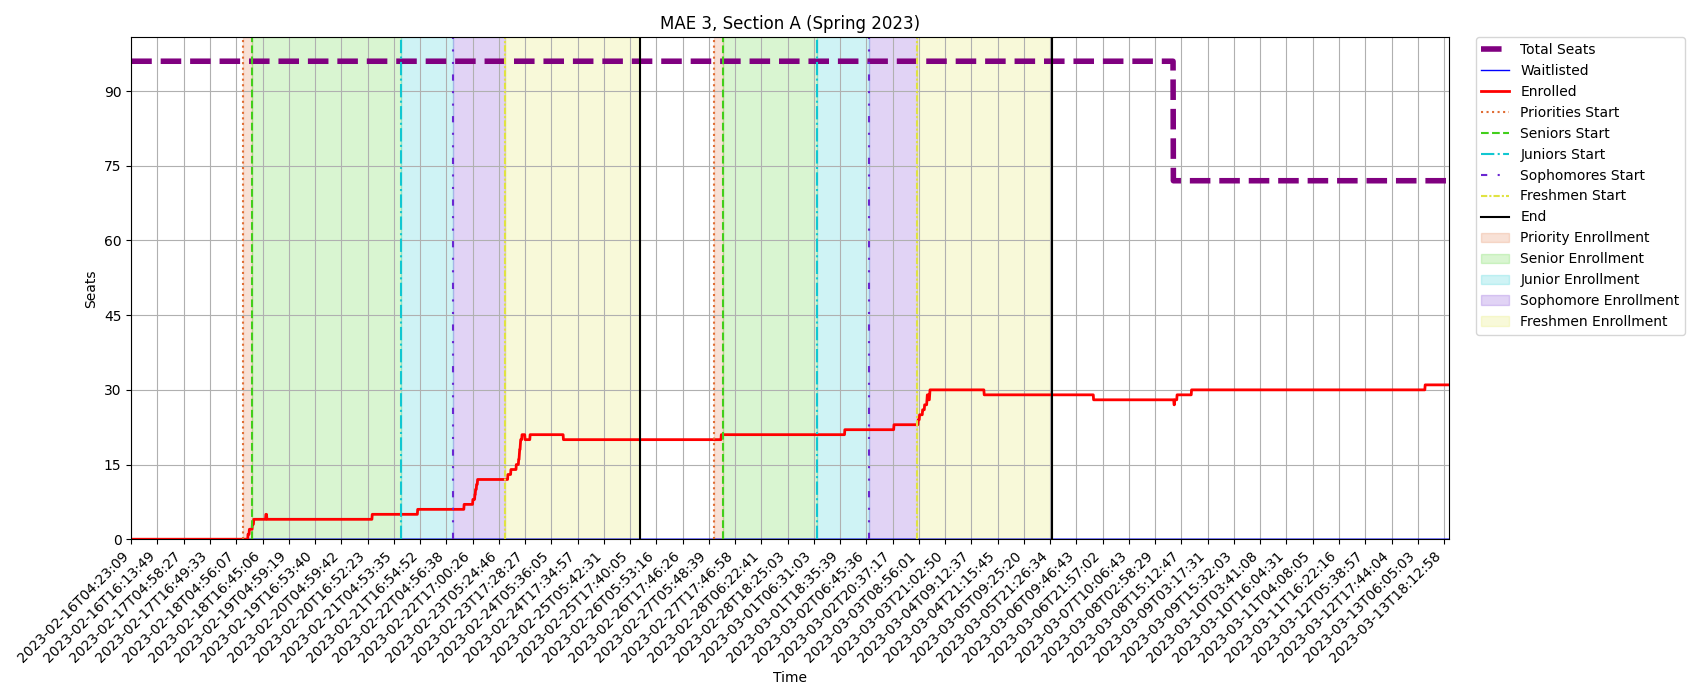 MAE 3, Section A (Spring 2023)
Total Seats
Waitlisted
Enrolled
Priorities Start
Seniors Start
Juniors Start
Sophomores Start
Freshmen Start
End
Priority Enrollment
Senior Enrollment
Junior Enrollment
Sophomore Enrollment
Freshmen Enrollment
Seats
90
75
60
45
30
15
0
2023-02-16T04:23:09
2023-02-16T16:13:49
2023-02-17T04:58:27
2023-02-17T16:49:33
2023-02-18T04:56:07
2023-02-18T16:45:06
2023-02-19T04:59:19
2023-02-19T16:53:40
2023-02-20T04:59:42
2023-02-20T16:52:23
2023-02-21T04:53:35
2023-02-21T16:54:52
2023-02-22T04:56:38
2023-02-22T17:00:26
2023-02-23T05:24:46
2023-02-23T17:28:27
2023-02-24T05:36:05
2023-02-24T17:34:57
2023-02-25T05:42:31
2023-02-25T17:40:05
2023-02-26T05:53:16
2023-02-26T17:46:26
2023-02-27T05:48:39
2023-02-27T17:46:58
2023-02-28T06:22:41
2023-02-28T18:25:03
2023-03-01T06:31:03
2023-03-01T18:35:39
2023-03-02T06:45:36
2023-03-02T20:37:17
2023-03-03T08:56:01
2023-03-03T21:02:50
2023-03-04T09:12:37
2023-03-04T21:15:45
2023-03-05T09:25:20
2023-03-05T21:26:34
2023-03-06T09:46:43
2023-03-06T21:57:02
2023-03-07T10:06:43
2023-03-08T02:58:29
2023-03-08T15:12:47
2023-03-09T03:17:31
2023-03-09T15:32:03
2023-03-10T03:41:08
2023-03-10T16:04:31
2023-03-11T04:08:05
2023-03-11T16:22:16
2023-03-12T05:38:57
2023-03-12T17:44:04
2023-03-13T06:05:03
2023-03-13T18:12:58
Time